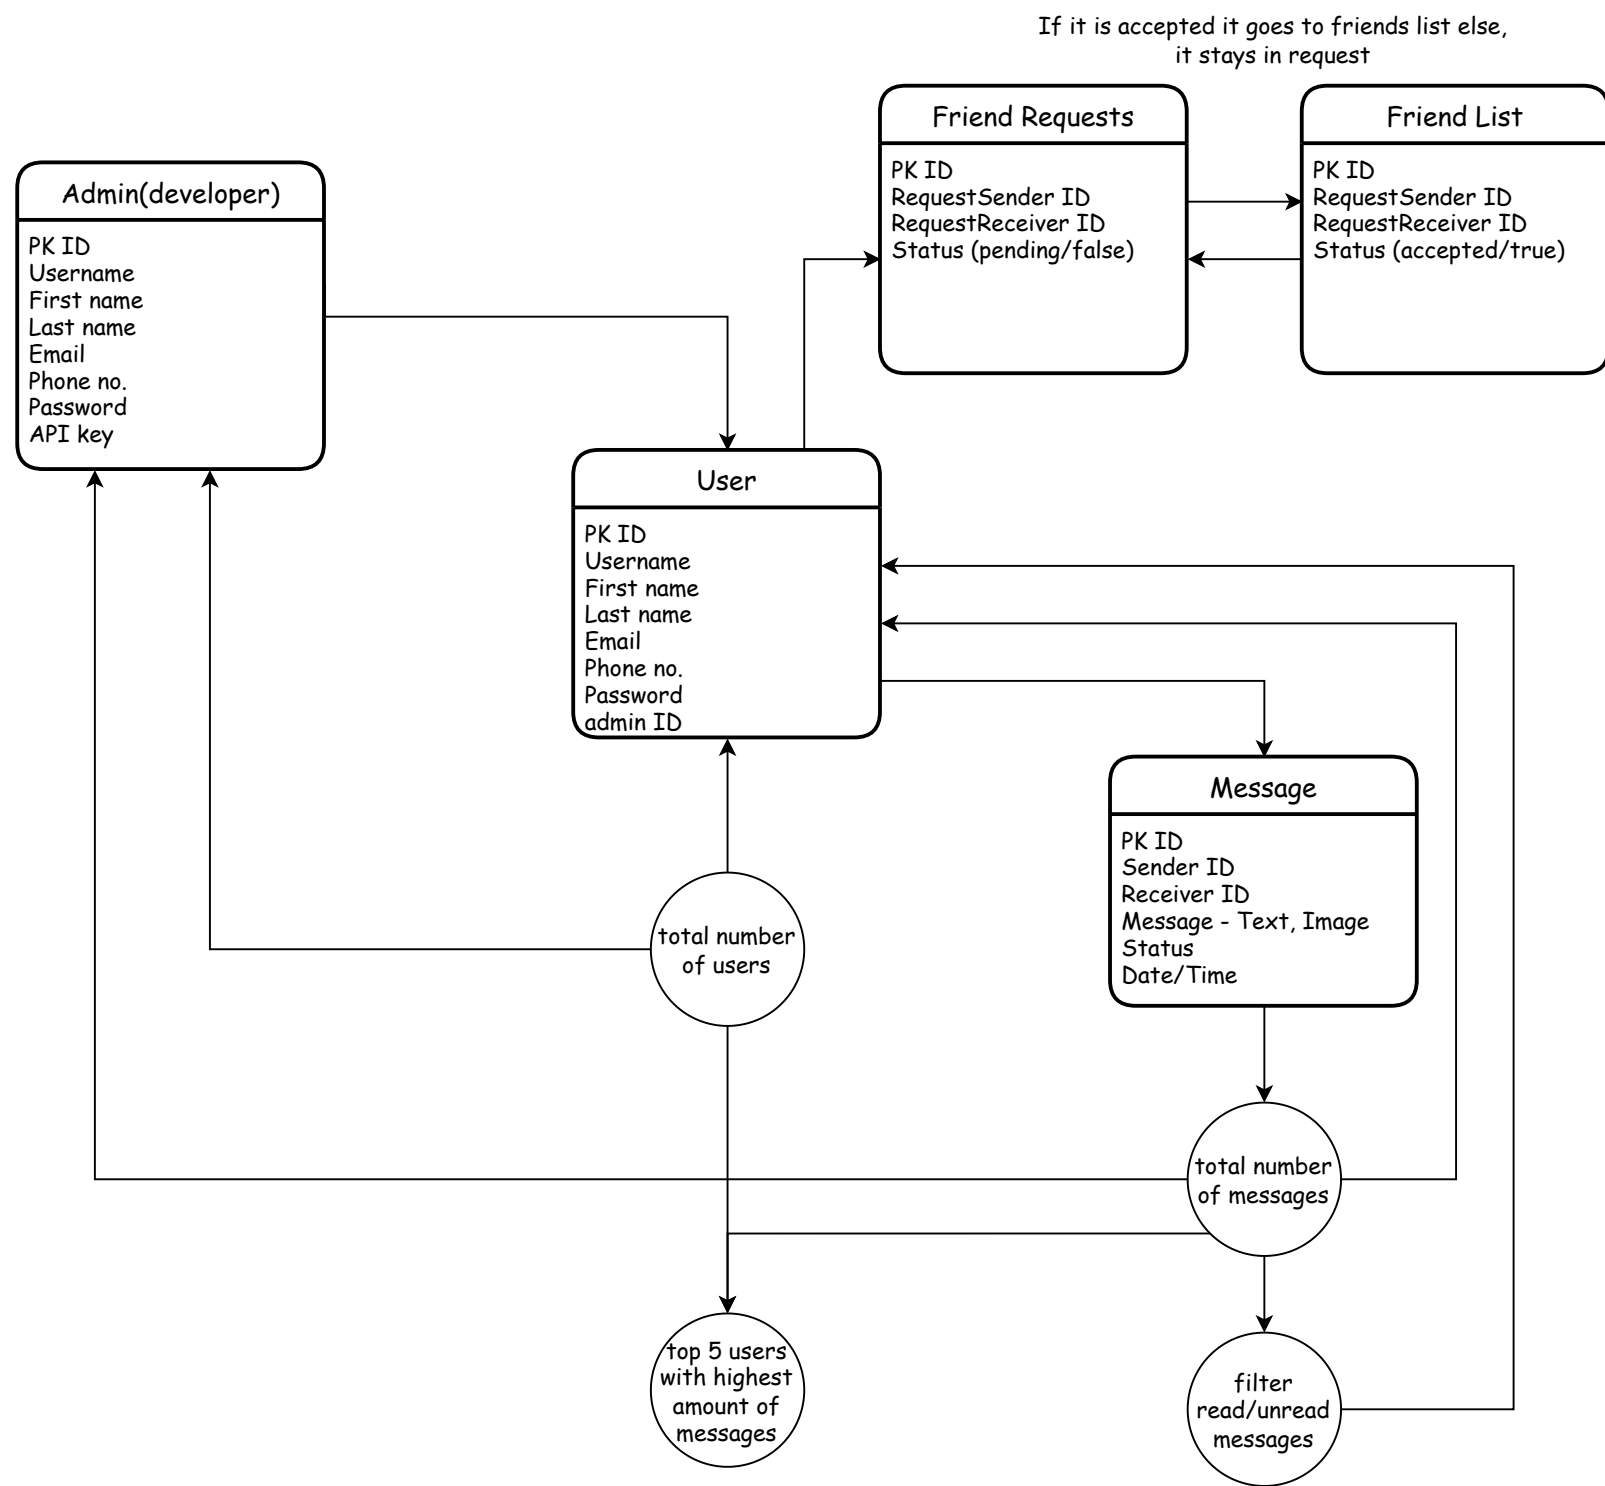 If it is accepted it goes to friends list else,
it stays in request
Friend Requests
PK ID
RequestSender ID
RequestReceiver ID
Status (pending/false)
Friend List
PK ID
RequestSender ID
RequestReceiver ID
Status (accepted/true)
Admin(developer)
PK ID
Username
First name
Last name
Email
Phone no.
Password
API key
User
PK ID
Username
First name
Last name
Email
Phone no.
Password
admin ID
Message
PK ID
Sender ID
Receiver ID
Message - Text, Image
Status
Date/Time
total number
of users
total number
of messages
top 5 users
with highest
amount of
messages
filter
read/unread
messages